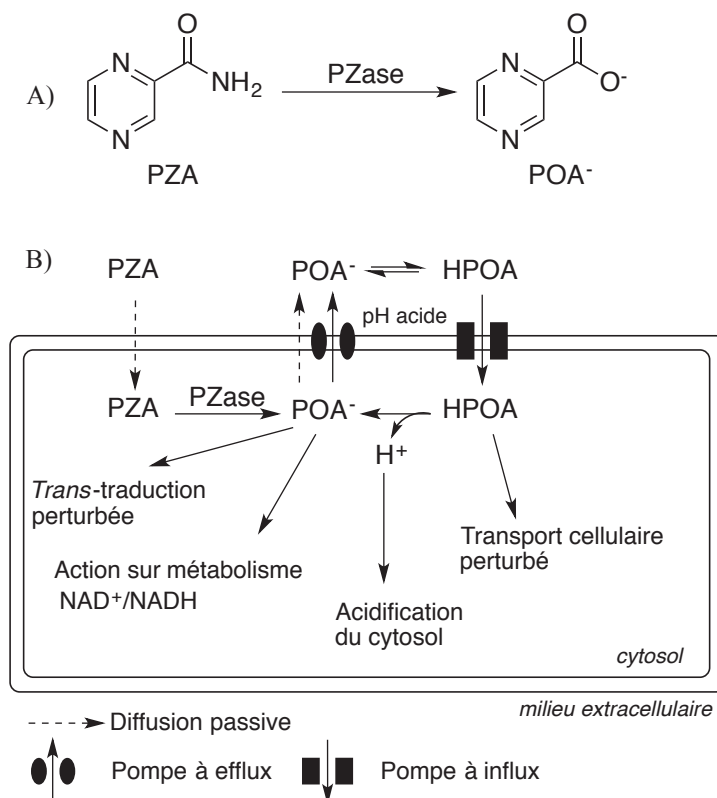 A)
O
N
N
NH2
PZase
N
N
O
O-
PZA
POA-
B)
PZA
POA-
HPOA
pH acide
PZA
PZase
POA-
HPOA
H+
Trans-traduction
perturbée
Action sur métabolisme
NAD+/NADH
Acidification
du cytosol
Transport cellulaire
perturbé
cytosol
milieu extracellulaire
Diffusion passive
Pompe à efflux
Pompe à influx